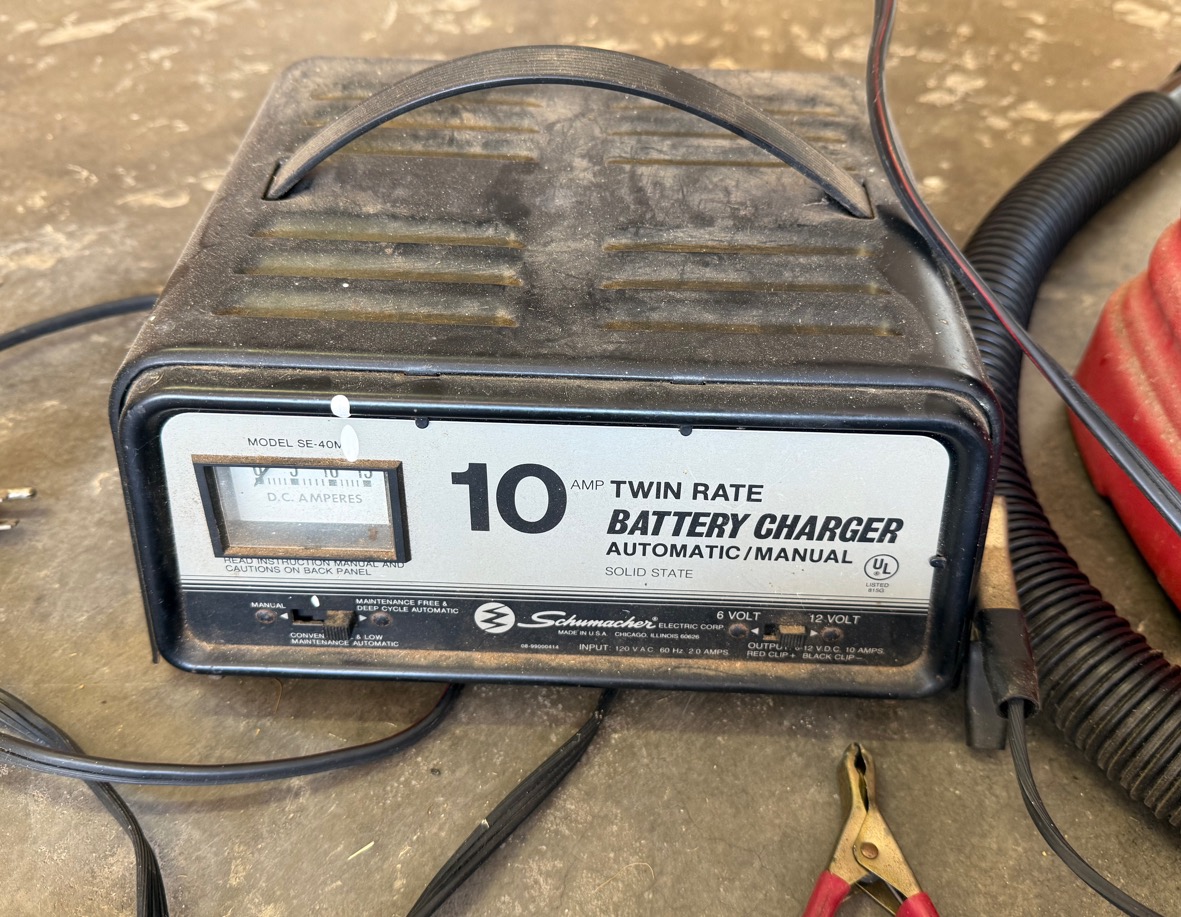 MODEL SE-40M
0 5 10 15
D.C. AMPERES
READ INSTRUCTION MANUAL AND
CAUTIONS ON BACK PANEL
10 AMP TWIN RATE
BATTERY CHARGER
AUTOMATIC/MANUAL
SOLID STATE
UL
®
LISTED
MANUAL
MAINTENANCE FREE &
DEEP CYCLE AUTOMATIC
& LOW
MAINTENANCE AUTOMATIC
Schumacher® ELECTRIC CORP.
MADE IN U.S.A. CHICAGO, ILLINOIS 60626
08-99000414
INPUT: 120 V.A.C. 60 Hz. 2.0 AMPS.
6 VOLT 12 VOLT
12 V.D.C. 10 AMPS.
RED CLIP + BLACK CLIP –